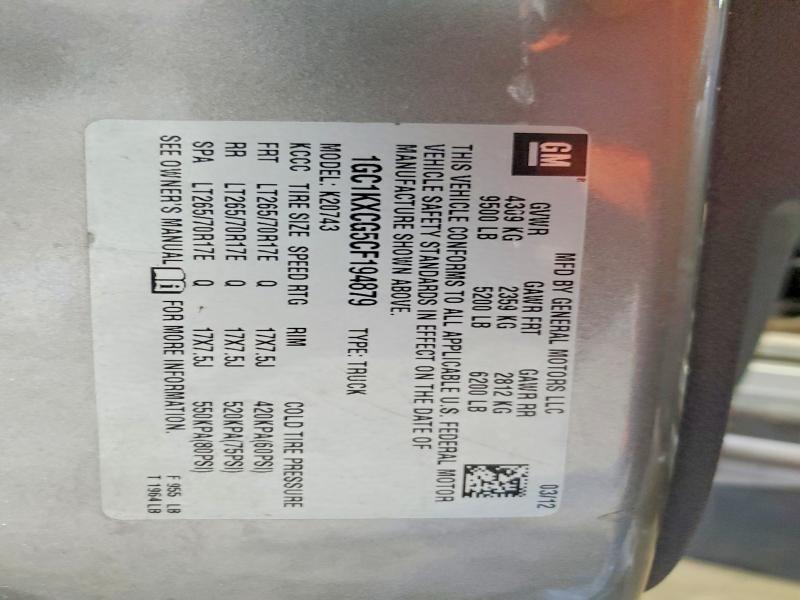 GM
MFD BY GENERAL MOTORS LLC 03/12
GVWR GAWR FRT GAWR RR
4309 KG 2359 KG 2812 KG
9500 LB 5200 LB 6200 LB
THIS VEHICLE CONFORMS TO ALL APPLICABLE U.S. FEDERAL MOTOR
VEHICLE SAFETY STANDARDS IN EFFECT ON THE DATE OF
MANUFACTURE SHOWN ABOVE.
1GC1KXCG5CF194879 TYPE: TRUCK
MODEL: K20743
KCCC TIRE SIZE SPEED RTG RIM COLD TIRE PRESSURE
FRT LT265/70R17E Q 17X7.5J 420KPA(60PSI)
RR LT265/70R17E Q 17X7.5J 520KPA(75PSI)
SPA LT265/70R17E Q 17X7.5J 550KPA(80PSI)
SEE OWNER'S MANUAL FOR MORE INFORMATION.
F 955 LB
T 1964 LB